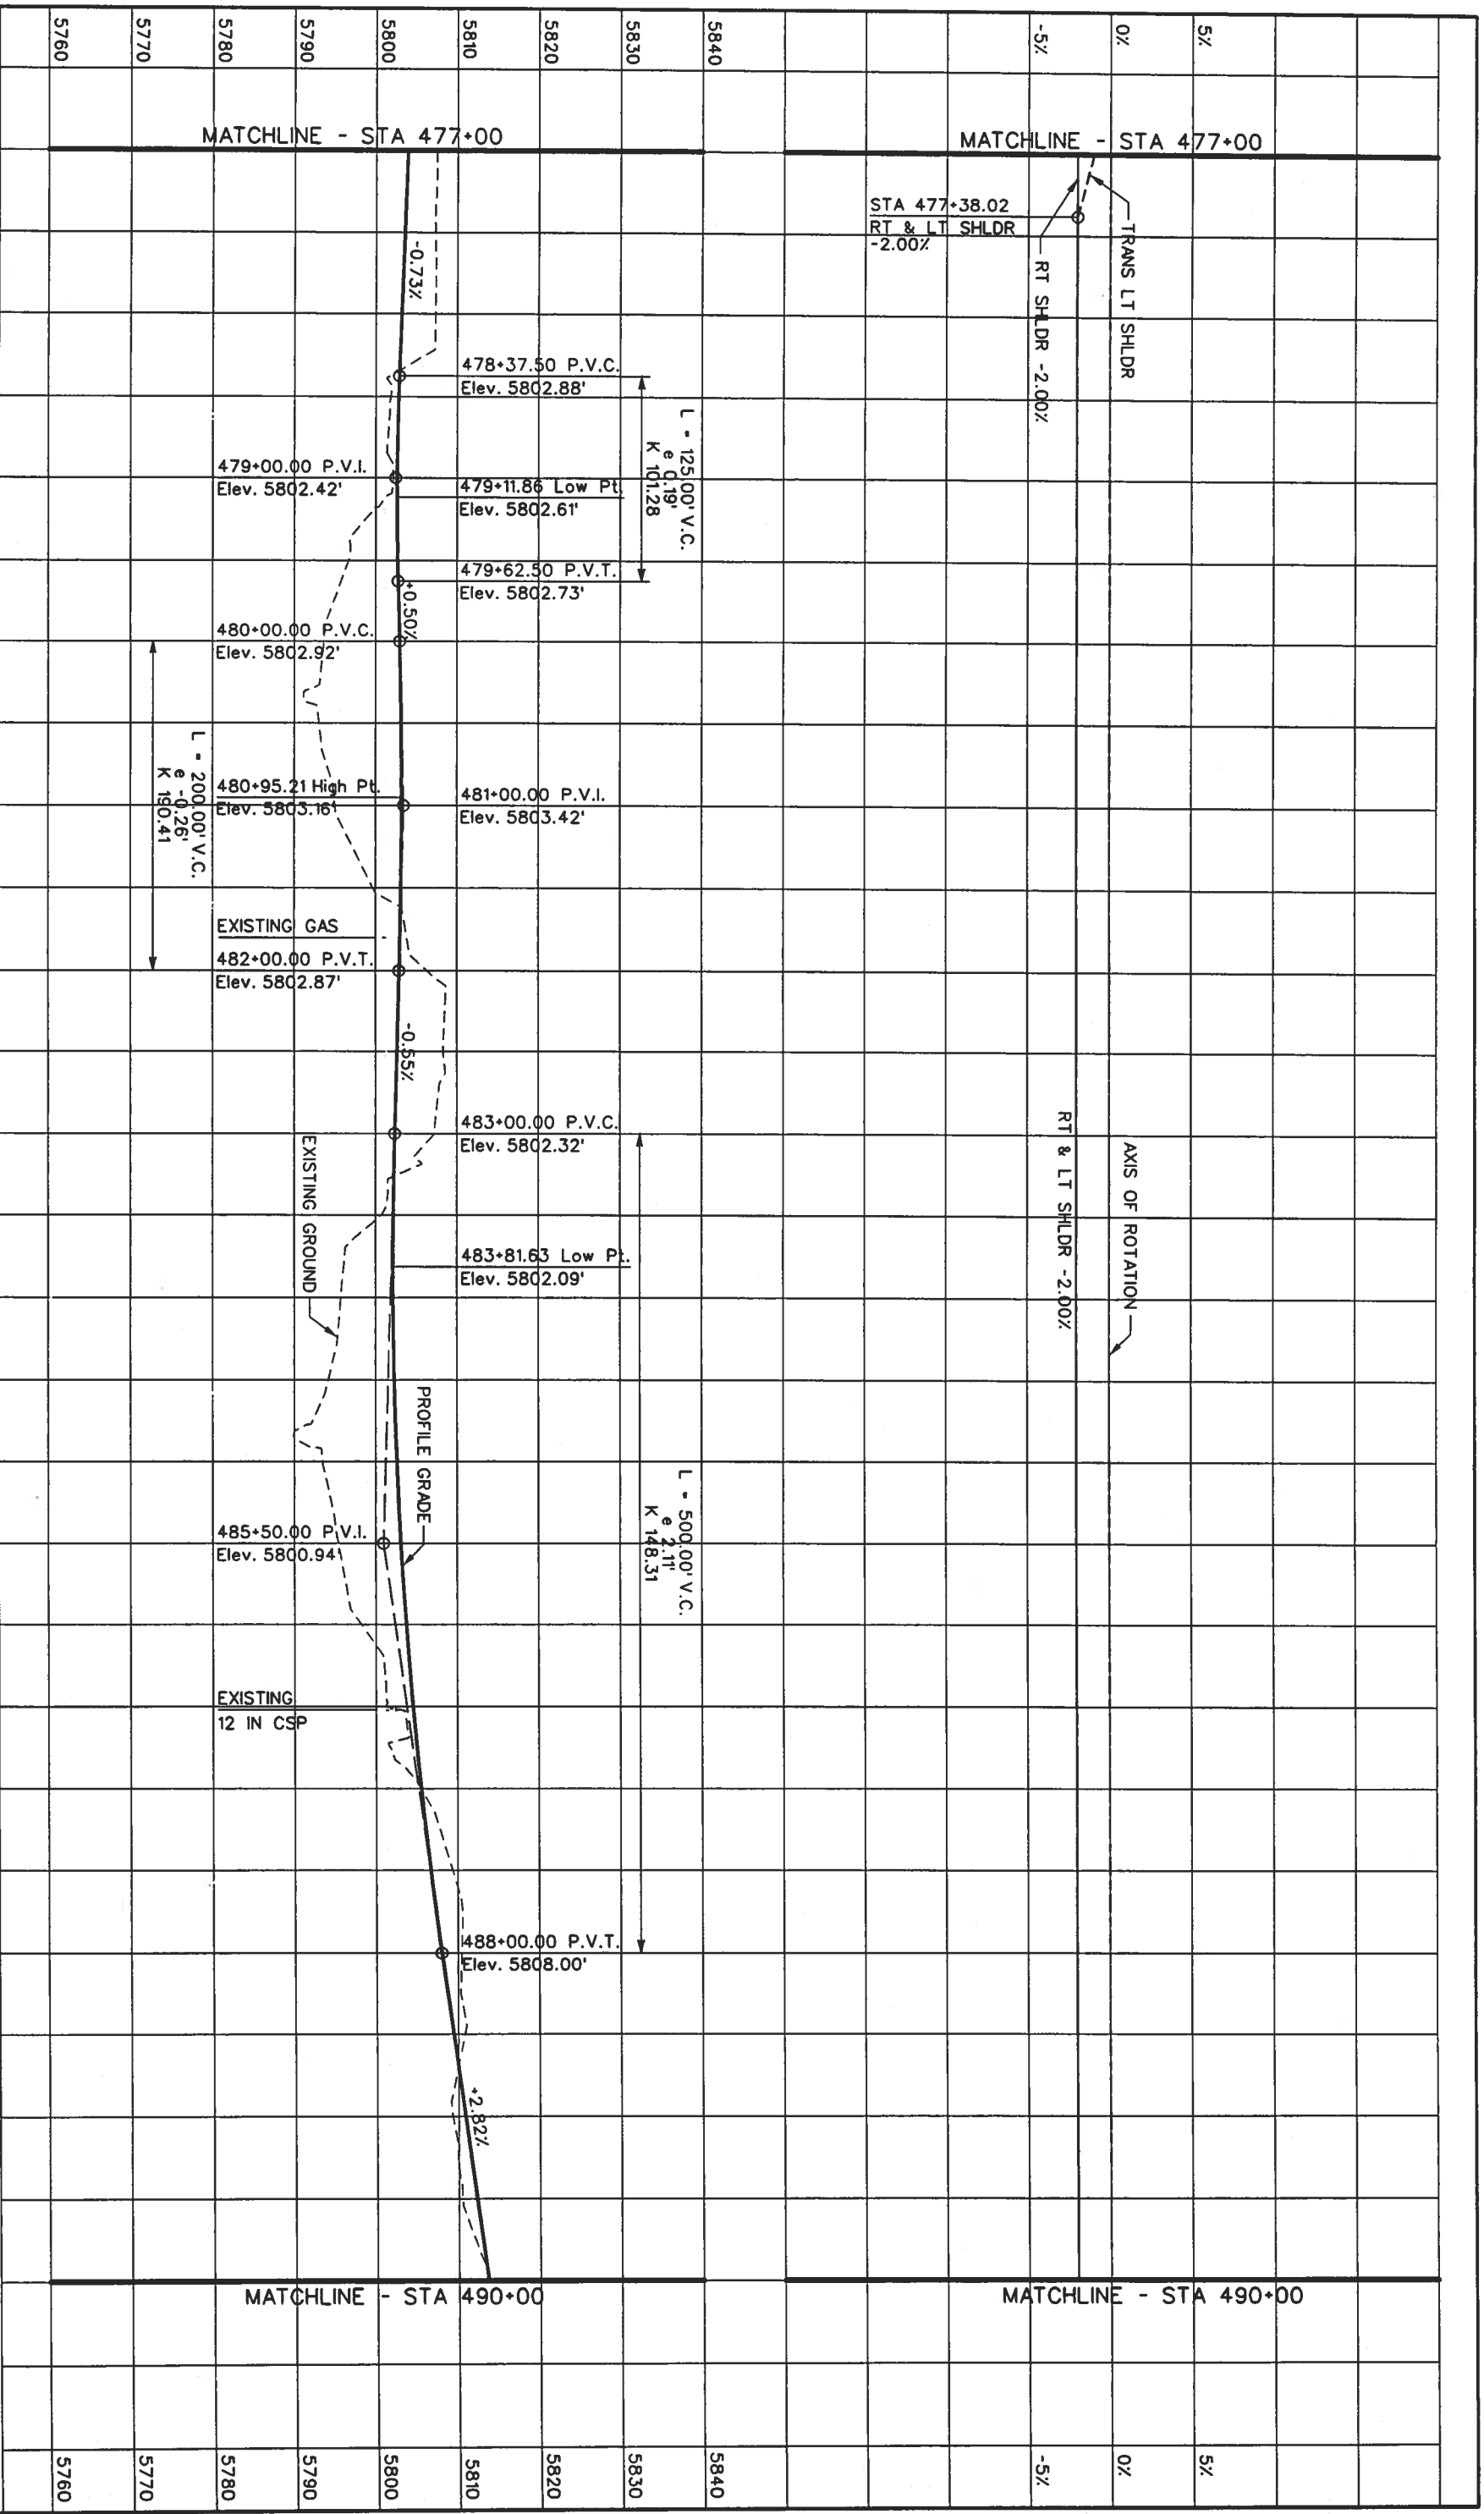 5760
5770
5780
5790
5800
5810
5820
5830
5840
-5%
0%
5%
MATCHLINE - STA 477+00
MATCHLINE - STA 477+00
STA 477+38.02
RT & LT SHLDR
-2.00%
TRANS LT SHLDR
RT SHLDR -2.00%
-0.73%
478+37.50 P.V.C.
Elev. 5802.88'
L = 125.00' V.C.
e 0.19'
K 101.28
479+00.00 P.V.I.
Elev. 5802.42'
479+11.86 Low Pt.
Elev. 5802.61'
479+62.50 P.V.T.
Elev. 5802.73'
+0.50%
480+00.00 P.V.C.
Elev. 5802.92'
L = 200.00' V.C.
e -0.26'
K 190.41
480+95.21 High Pt.
Elev. 5803.16'
481+00.00 P.V.I.
Elev. 5803.42'
EXISTING GAS
482+00.00 P.V.T.
Elev. 5802.87'
-0.55%
483+00.00 P.V.C.
Elev. 5802.32'
RT & LT SHLDR -2.00%
AXIS OF ROTATION
EXISTING GROUND
483+81.63 Low Pt.
Elev. 5802.09'
PROFILE GRADE
L = 500.00' V.C.
e 2.11'
K 148.31
485+50.00 P.V.I.
Elev. 5800.94'
EXISTING
12 IN CSP
488+00.00 P.V.T.
Elev. 5808.00'
+2.82%
MATCHLINE - STA 490+00
MATCHLINE - STA 490+00
5760
5770
5780
5790
5800
5810
5820
5830
5840
-5%
0%
5%